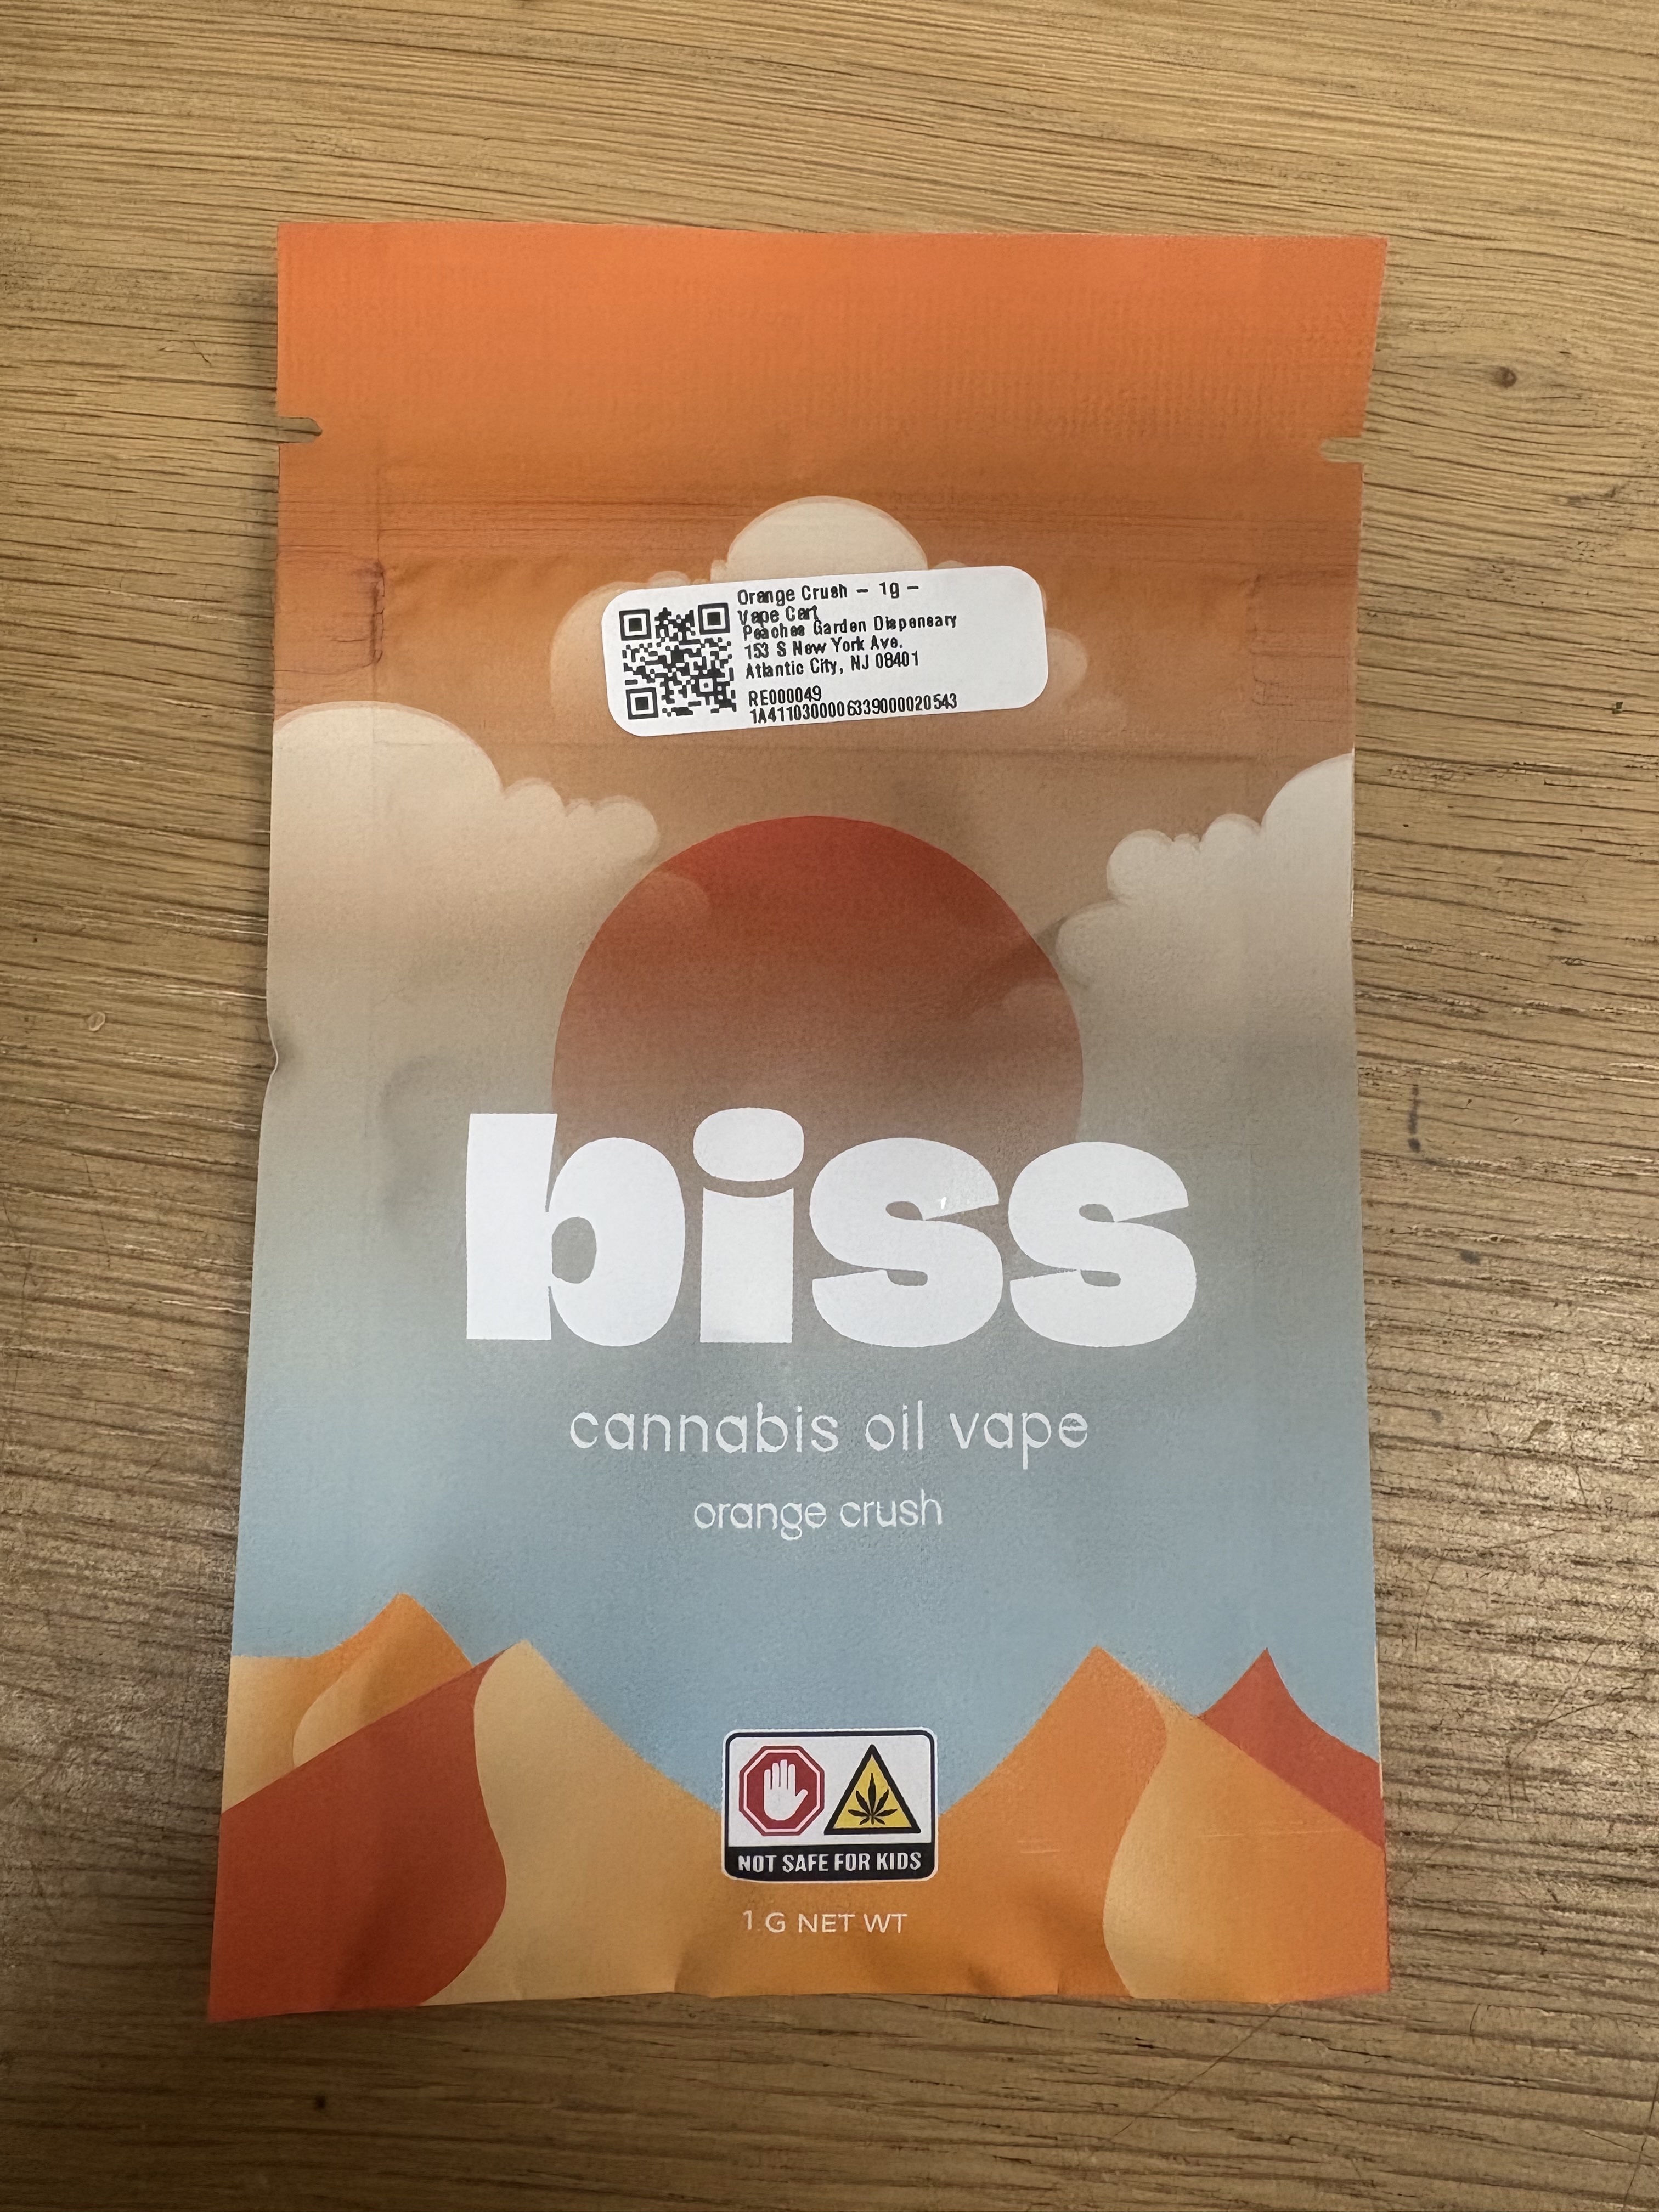 Orange Crush – 1g –
Vape Cart
Peaches Garden Dispensary
153 S New York Ave.
Atlantic City, NJ 08401
RE000049
1A4110300006339000020543
biss
cannabis oil vape
orange crush
NOT SAFE FOR KIDS
1 G NET WT